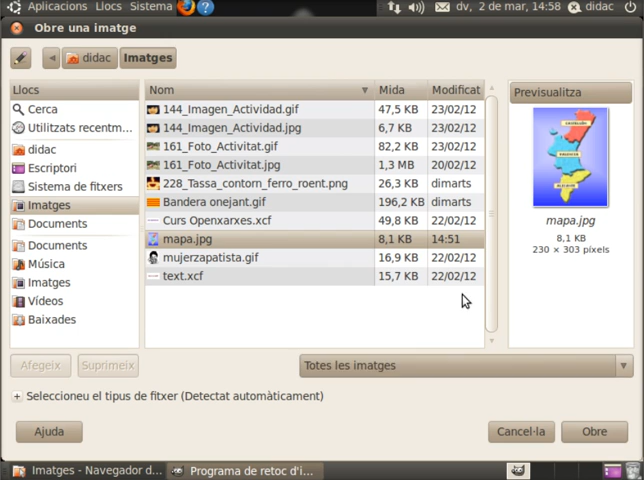 Aplicacions Llocs Sistema dv, 2 de mar, 14:58 didac
Obre una imatge
didac Imatges
Llocs
Cerca
Utilitzats recentm...
didac
Escriptori
Sistema de fitxers
Imatges
Documents
Documents
Música
Imatges
Vídeos
Baixades
Nom Mida Modificat
144_Imagen_Actividad.gif 47,5 KB 23/02/12
144_Imagen_Actividad.jpg 6,7 KB 23/02/12
161_Foto_Activitat.gif 82,2 KB 23/02/12
161_Foto_Activitat.jpg 1,3 MB 20/02/12
228_Tassa_contorn_ferro_roent.png 26,3 KB dimarts
Bandera onejant.gif 196,2 KB dimarts
Curs Openxarxes.xcf 49,8 KB 22/02/12
mapa.jpg 8,1 KB 14:51
mujerzapatista.gif 16,9 KB 22/02/12
text.xcf 15,7 KB 22/02/12
Previsualitza
mapa.jpg
8,1 KB
230 × 303 píxels
Afegeix Suprimeix Totes les imatges
Seleccioneu el tipus de fitxer (Detectat automàticament)
Ajuda Cancel·la Obre
Imatges - Navegador d... Programa de retoc d'i...